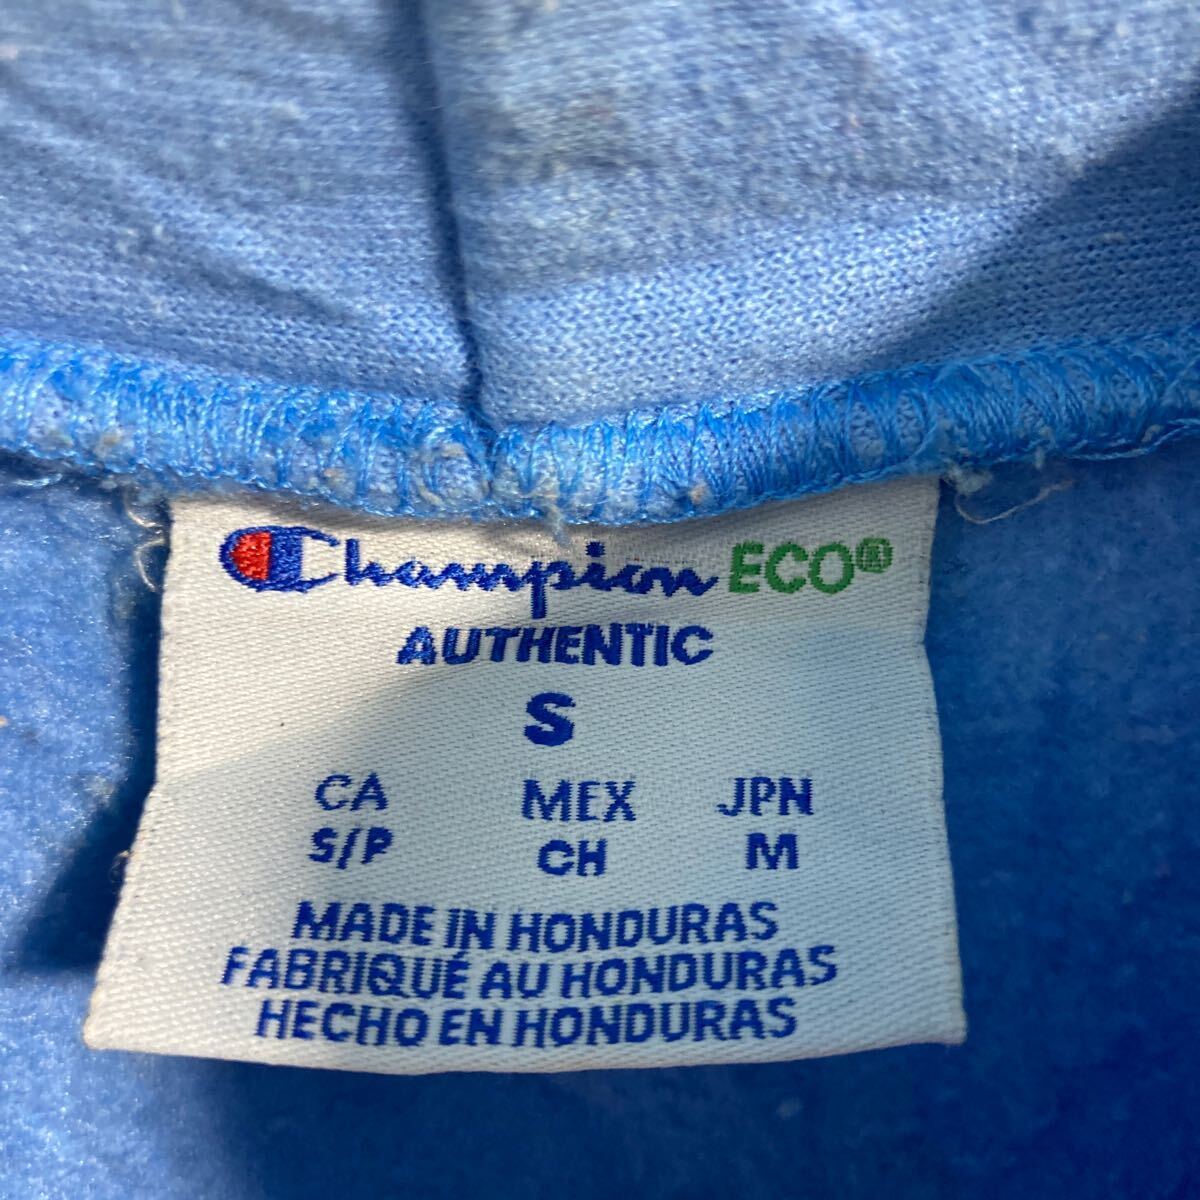 Champion ECO®
AUTHENTIC
S
CA MEX JPN
S/P CH M
MADE IN HONDURAS
FABRIQUÉ AU HONDURAS
HECHO EN HONDURAS